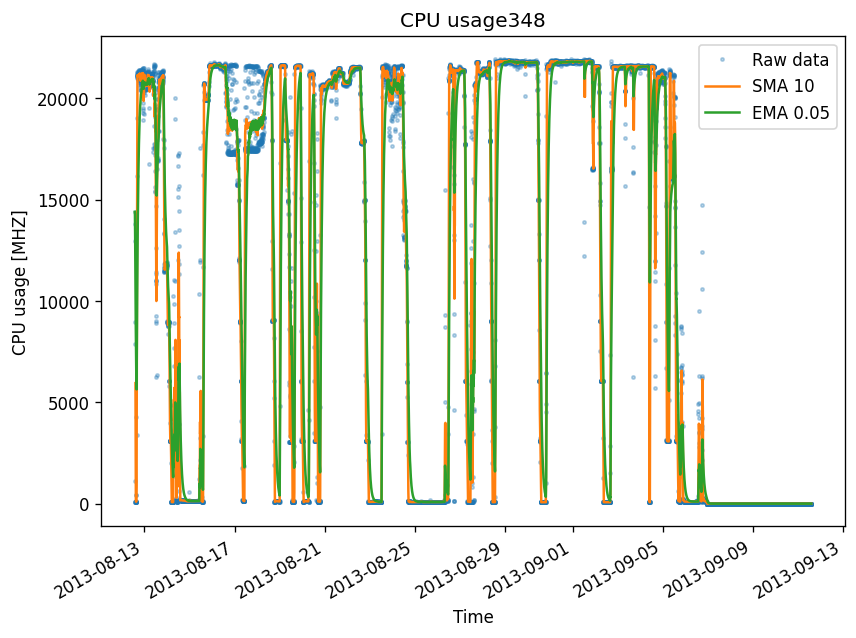 CPU usage348
Raw data
SMA 10
EMA 0.05
CPU usage [MHZ]
20000
15000
10000
5000
0
2013-08-13
2013-08-17
2013-08-21
2013-08-25
2013-08-29
2013-09-01
2013-09-05
2013-09-09
2013-09-13
Time